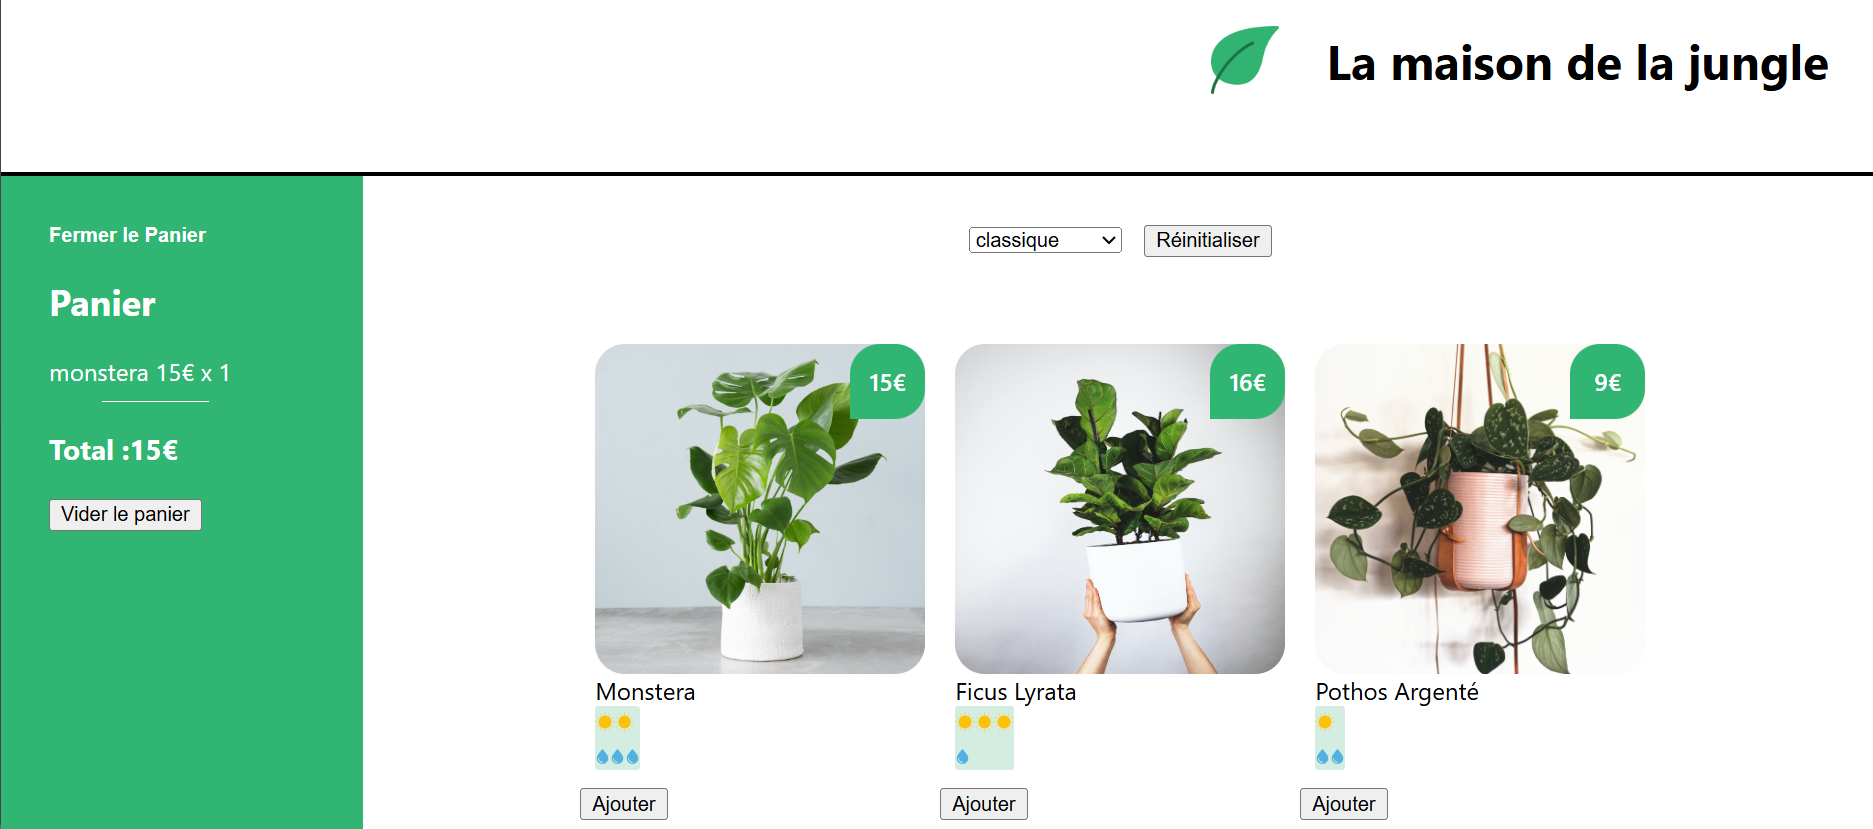 La maison de la jungle
Fermer le Panier
Panier
monstera 15€ x 1
Total :15€
Vider le panier
classique
Réinitialiser
15€
16€
9€
Monstera
Ficus Lyrata
Pothos Argenté
Ajouter
Ajouter
Ajouter